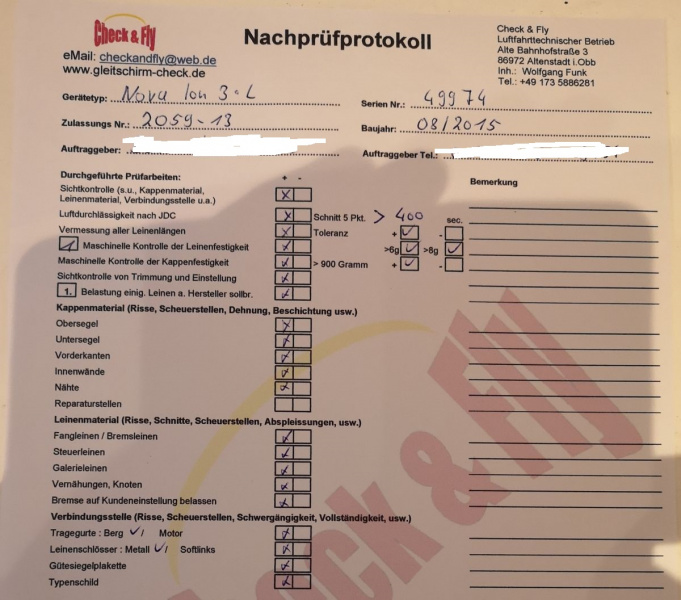 Check & Fly
Nachprüfprotokoll
Check & Fly
Luftfahrttechnischer Betrieb
Alte Bahnhofstraße 3
86972 Altenstadt i.Obb
Inh.: Wolfgang Funk
Tel.: +49 173 5886281
eMail: checkandfly@web.de
www.gleitschirm-check.de
Gerätetyp: Nova Ion 3 L
Serien Nr.: 49974
Zulassungs Nr.: 2059-13
Baujahr: 08/2015
Auftraggeber:
Auftraggeber Tel.:
Durchgeführte Prüfarbeiten: + -
Bemerkung
Sichtkontrolle (s.u., Kappenmaterial,
Leinenmaterial, Verbindungsstelle u.a.) x
Luftdurchlässigkeit nach JDC x Schnitt 5 Pkt. > 400 sec.
Vermessung aller Leinenlängen x Toleranz + ✓ -
1 Maschinelle Kontrolle der Leinenfestigkeit x >6g ✓ >8g ✓
Maschinelle Kontrolle der Kappenfestigkeit x > 900 Gramm + ✓ -
Sichtkontrolle von Trimmung und Einstellung x
1. Belastung einig. Leinen a. Hersteller sollbr. x
Kappenmaterial (Risse, Scheuerstellen, Dehnung, Beschichtung usw.)
Obersegel x
Untersegel x
Vorderkanten x
Innenwände x
Nähte x
Reparaturstellen
Leinenmaterial (Risse, Schnitte, Scheuerstellen, Abspleissungen, usw.)
Fangleinen / Bremsleinen x
Steuerleinen x
Galerieleinen x
Vernähungen, Knoten x
Bremse auf Kundeneinstellung belassen x
Verbindungsstelle (Risse, Scheuerstellen, Schwergängigkeit, Vollständigkeit, usw.)
Tragegurte : Berg ✓ / Motor x
Leinenschlösser : Metall ✓ / Softlinks x
Gütesiegelplakette x
Typenschild x
Check & Fly